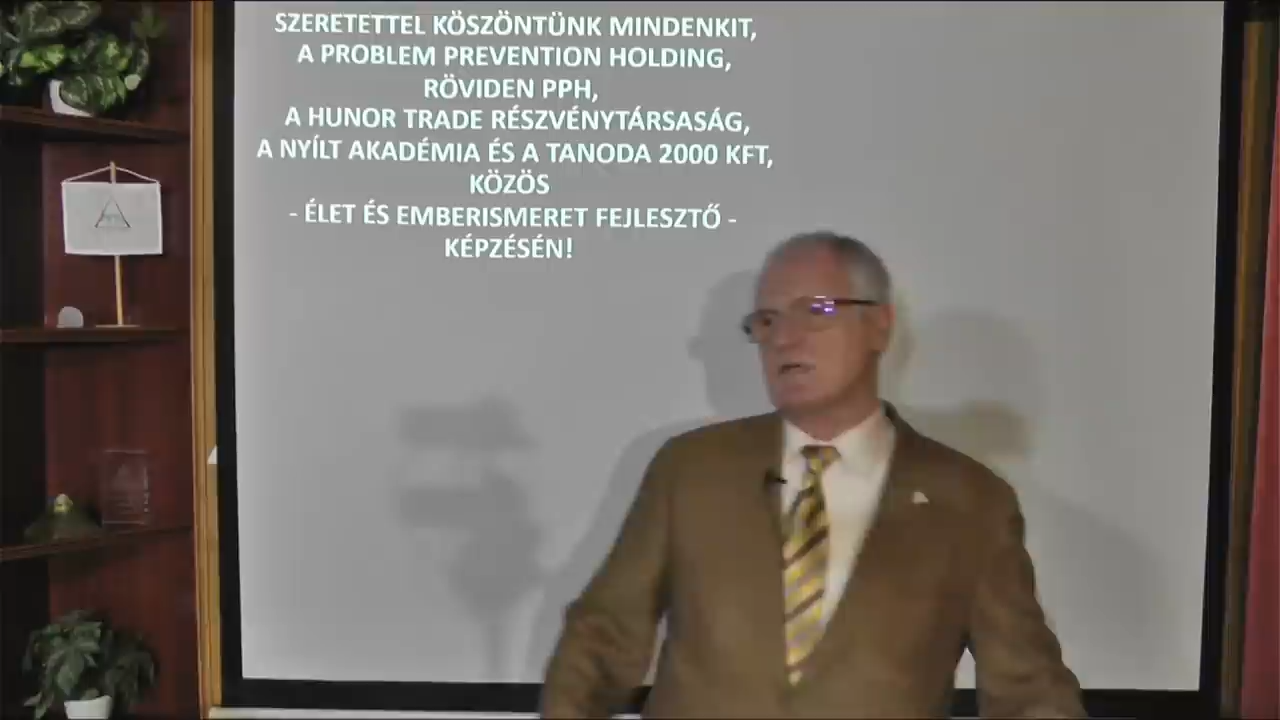 SZERETETTEL KÖSZÖNTÜNK MINDENKIT,
A PROBLEM PREVENTION HOLDING,
RÖVIDEN PPH,
A HUNOR TRADE RÉSZVÉNYTÁRSASÁG,
A NYÍLT AKADÉMIA ÉS A TANODA 2000 KFT,
KÖZÖS
- ÉLET ÉS EMBERISMERET FEJLESZTŐ -
KÉPZÉSÉN!